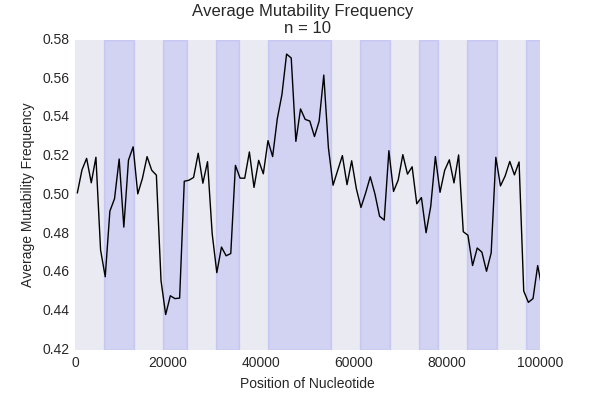 Average Mutability Frequency
n = 10
0.58
0.56
0.54
0.52
0.50
0.48
0.46
0.44
0.42
Average Mutability Frequency
0 20000 40000 60000 80000 100000
Position of Nucleotide